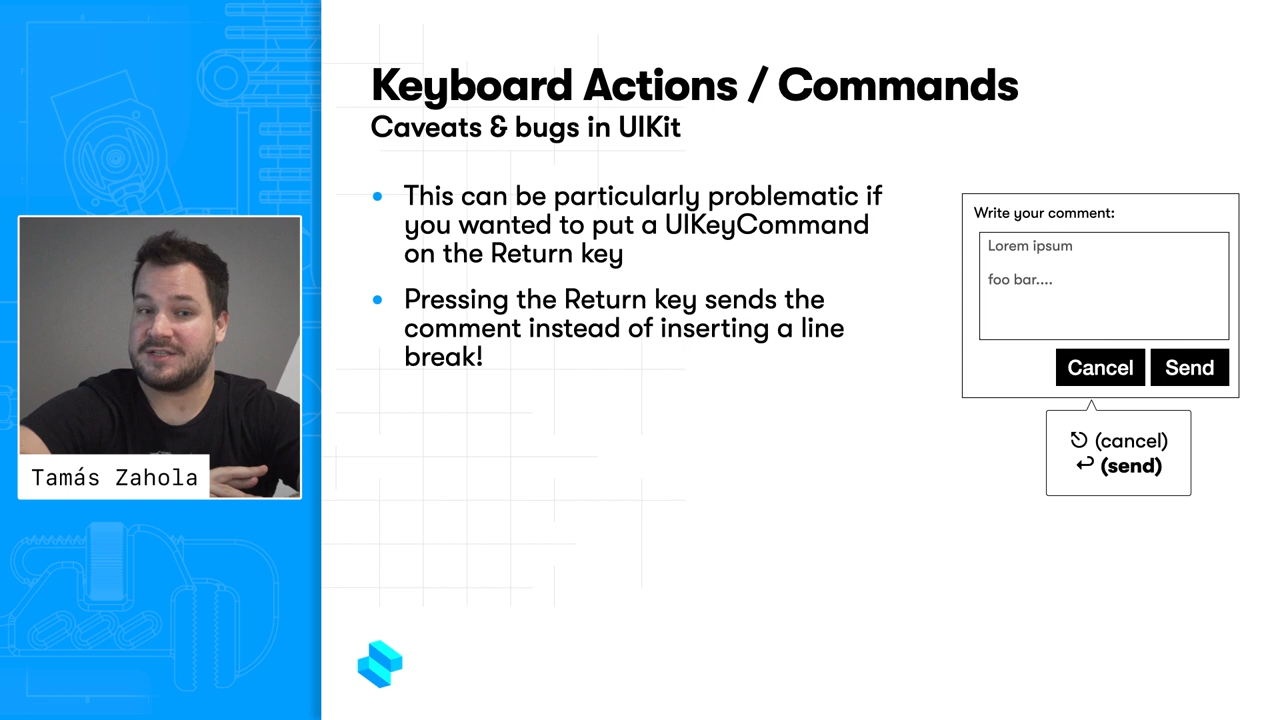 Keyboard Actions / Commands
Caveats & bugs in UIKit
• This can be particularly problematic if
you wanted to put a UIKeyCommand
on the Return key
• Pressing the Return key sends the
comment instead of inserting a line
break!
Write your comment:
Lorem ipsum
foo bar....
Cancel Send
⎋ (cancel)
↩ (send)
Tamás Zahola